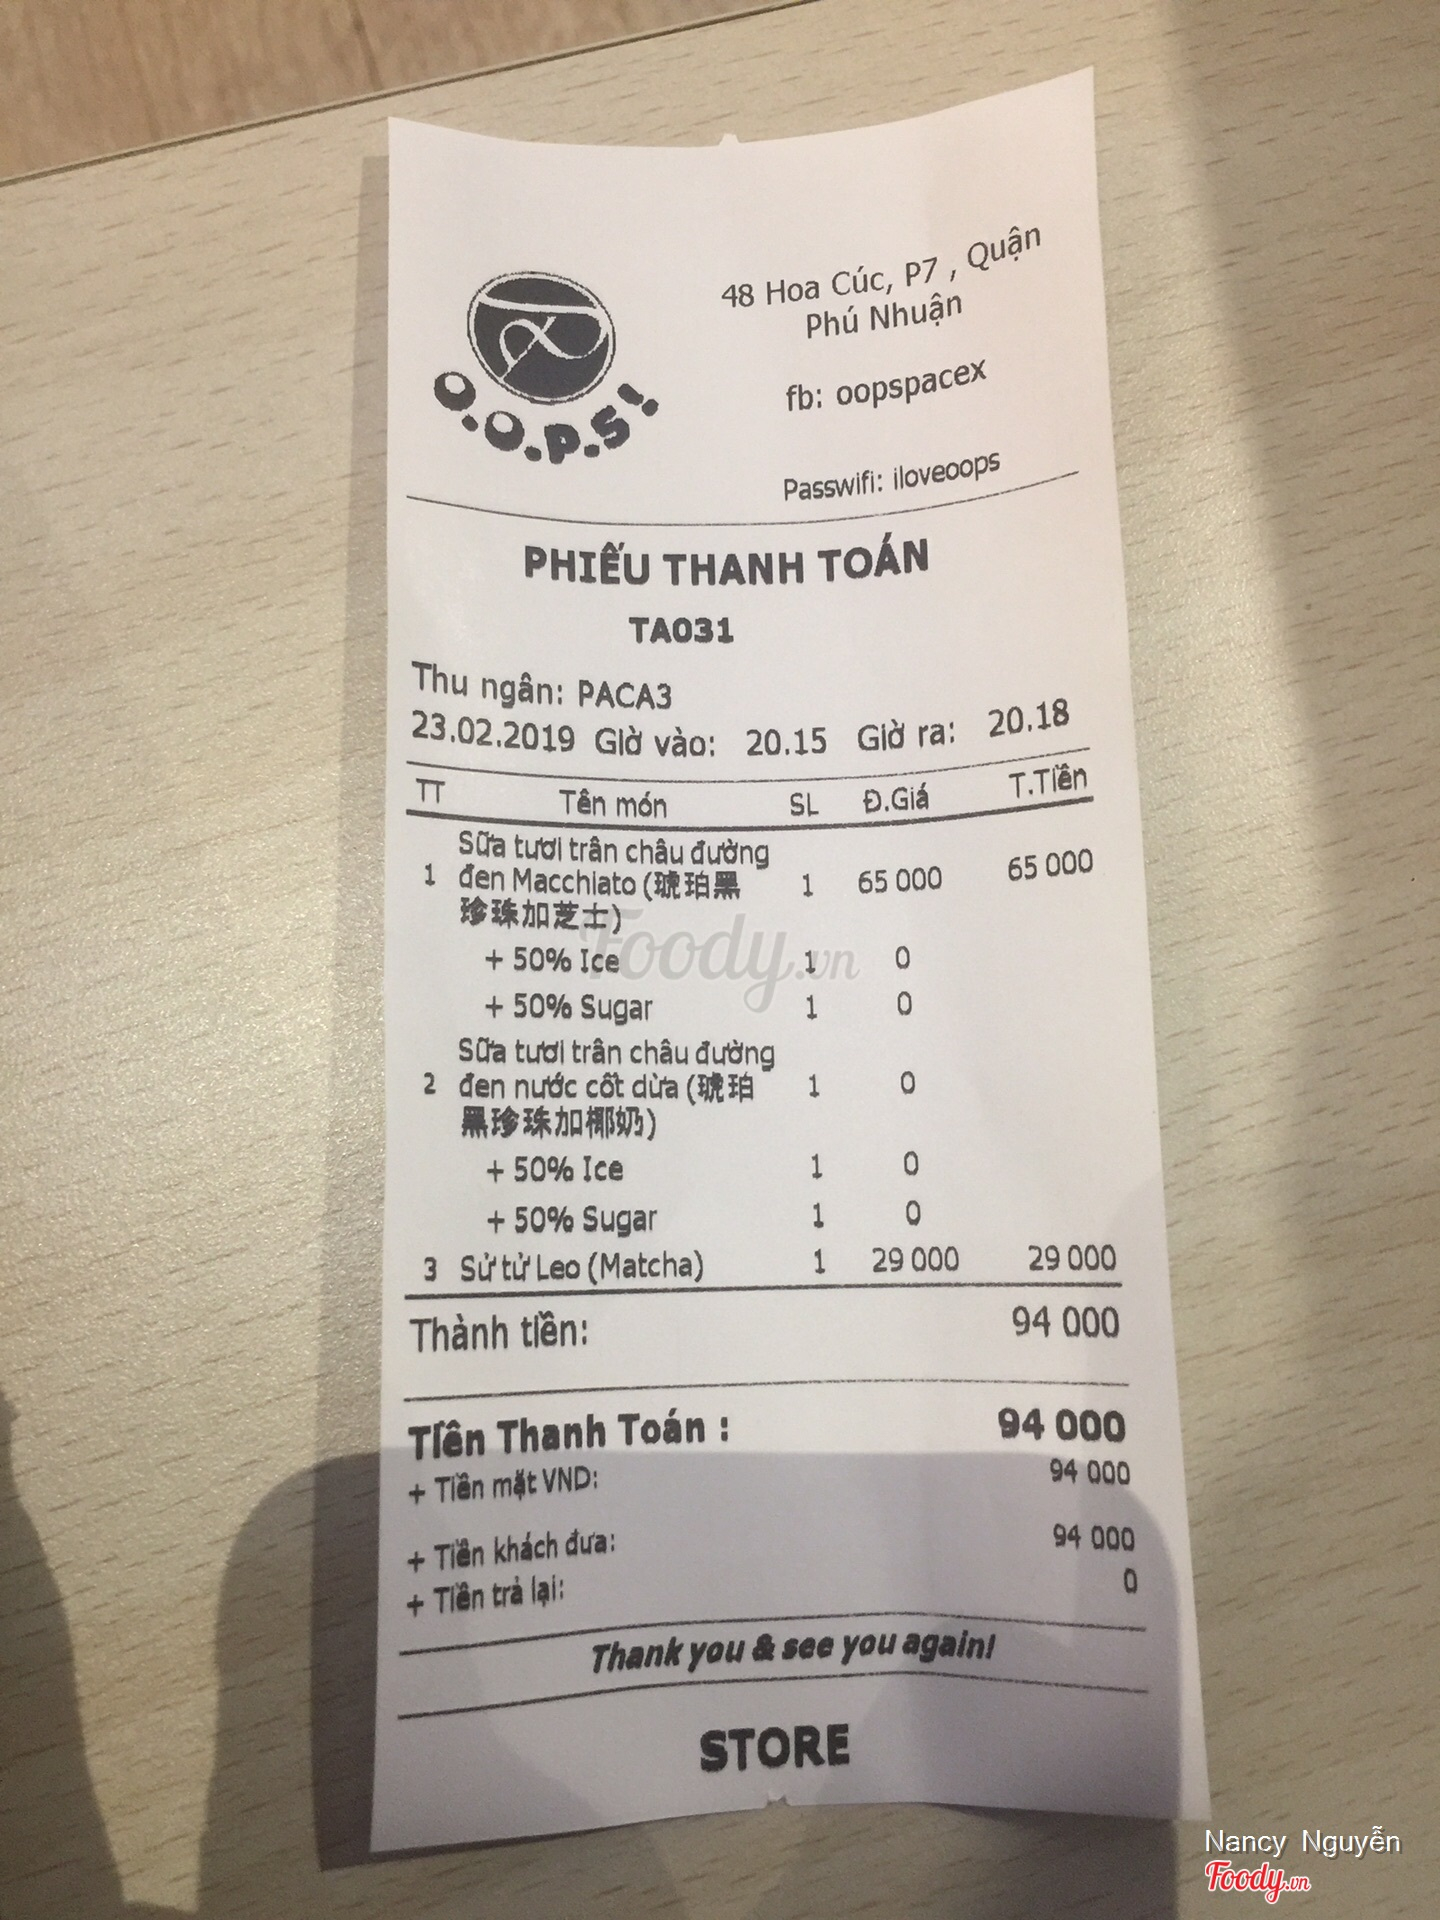 O.O.P.S!
48 Hoa Cúc, P7 , Quận
Phú Nhuận
fb: oopspacex
Passwifi: iloveoops
PHIẾU THANH TOÁN
TA031
Thu ngân: PACA3
23.02.2019 Giờ vào: 20.15 Giờ ra: 20.18
TT Tên món SL Đ.Giá T.Tiền
Sữa tươi trân châu đường
1 đen Macchiato (琥珀黑 1 65 000 65 000
珍珠加芝士)
+ 50% Ice 1 0
+ 50% Sugar 1 0
Sữa tươi trân châu đường
2 đen nước cốt dừa (琥珀 1 0
黑珍珠加椰奶)
+ 50% Ice 1 0
+ 50% Sugar 1 0
3 Sử tử Leo (Matcha) 1 29 000 29 000
Thành tiền: 94 000
Tiền Thanh Toán : 94 000
+ Tiền mặt VND: 94 000
+ Tiền khách đưa: 94 000
+ Tiền trả lại: 0
Thank you & see you again!
STORE
Foody.vn
Nancy Nguyễn
Foody.vn